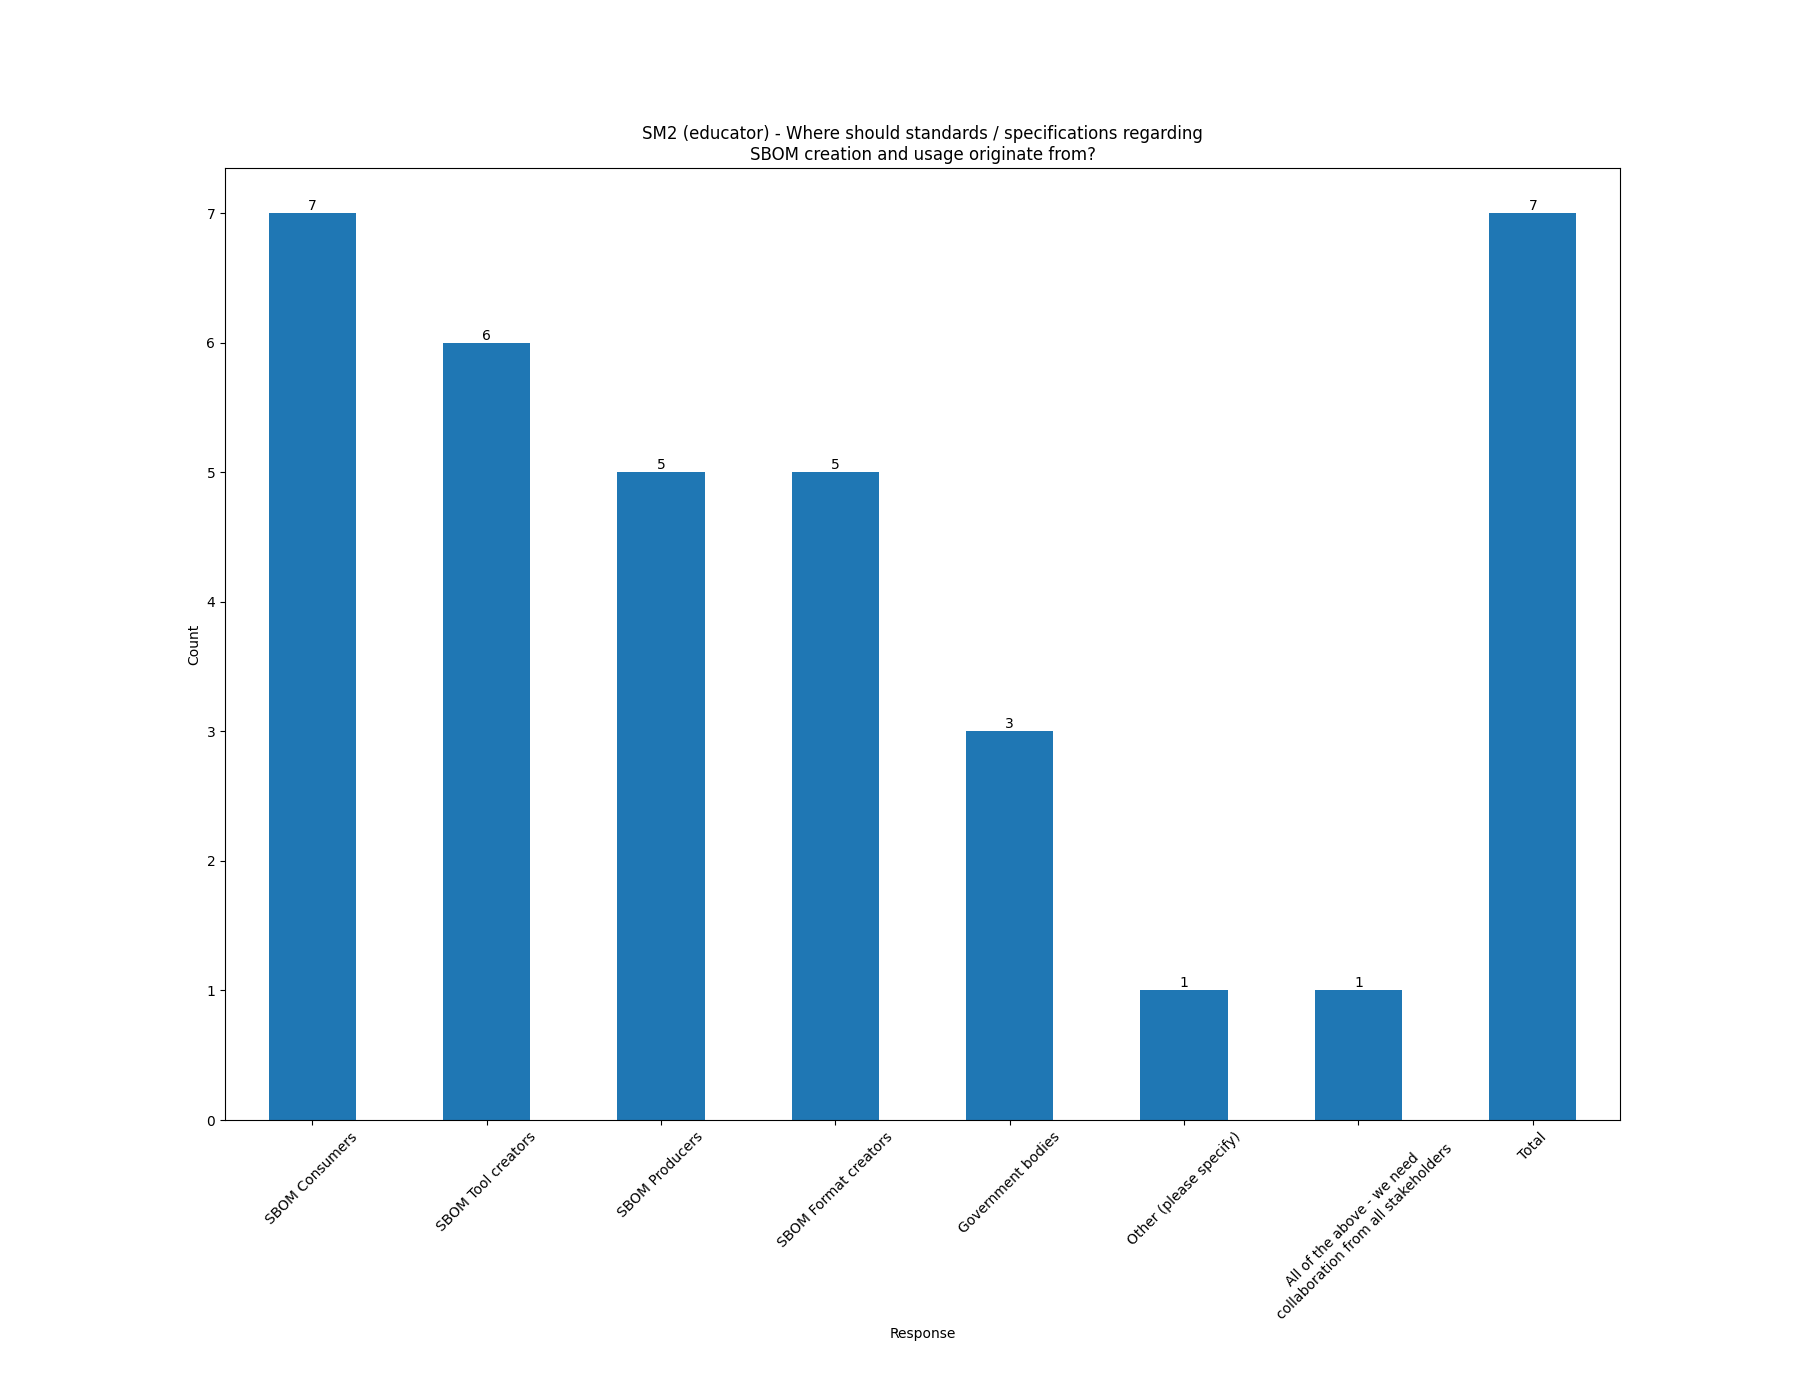 SM2 (educator) - Where should standards / specifications regarding
SBOM creation and usage originate from?
7
6
5
4
3
2
1
0
Count
7
6
5
5
3
1
1
7
SBOM Consumers
SBOM Tool creators
SBOM Producers
SBOM Format creators
Government bodies
Other (please specify)
All of the above - we need
collaboration from all stakeholders
Total
Response